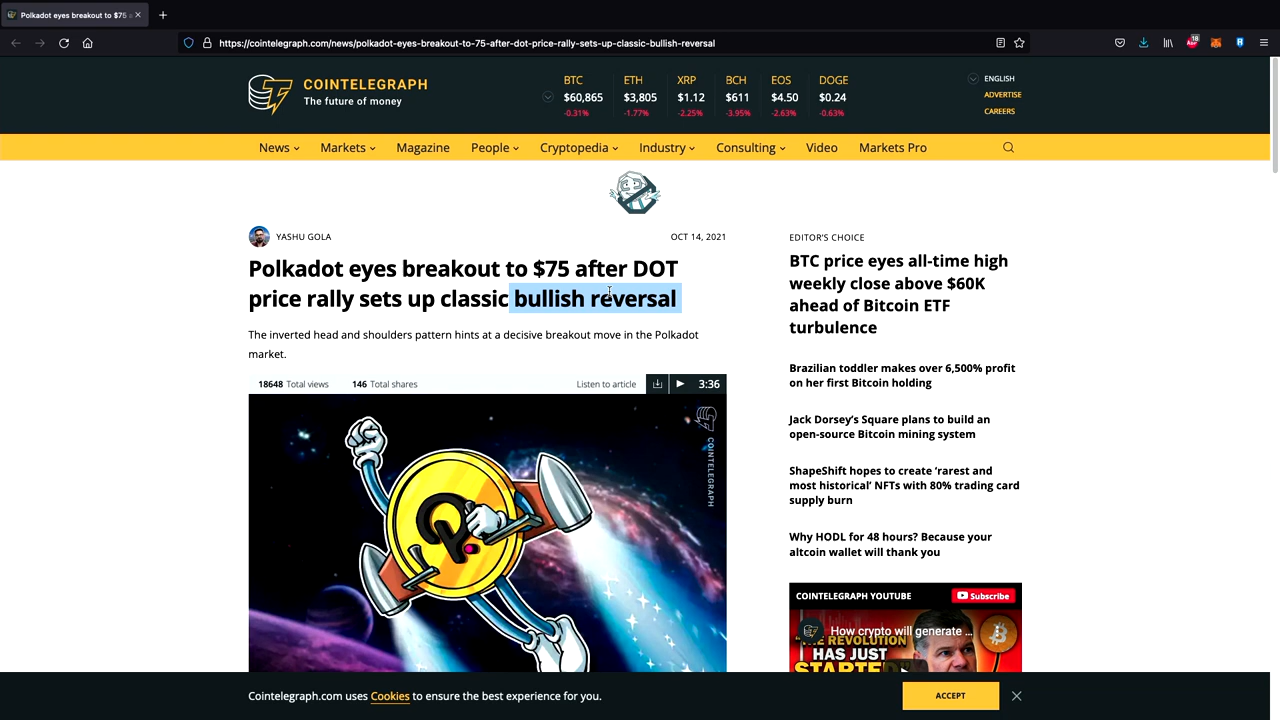 Polkadot eyes breakout to $75
https://cointelegraph.com/news/polkadot-eyes-breakout-to-75-after-dot-price-rally-sets-up-classic-bullish-reversal
18
COINTELEGRAPH
The future of money
BTC ETH XRP BCH EOS DOGE
$60,865 $3,805 $1.12 $611 $4.50 $0.24
-0.31% -1.77% -2.25% -3.95% -2.63% -0.63%
ENGLISH
ADVERTISE
CAREERS
News Markets Magazine People Cryptopedia Industry Consulting Video Markets Pro
YASHU GOLA OCT 14, 2021
Polkadot eyes breakout to $75 after DOT
price rally sets up classic bullish reversal
The inverted head and shoulders pattern hints at a decisive breakout move in the Polkadot
market.
18648 Total views 146 Total shares Listen to article 3:36
COINTELEGRAPH
EDITOR'S CHOICE
BTC price eyes all-time high
weekly close above $60K
ahead of Bitcoin ETF
turbulence
Brazilian toddler makes over 6,500% profit
on her first Bitcoin holding
Jack Dorsey's Square plans to build an
open-source Bitcoin mining system
ShapeShift hopes to create 'rarest and
most historical' NFTs with 80% trading card
supply burn
Why HODL for 48 hours? Because your
altcoin wallet will thank you
COINTELEGRAPH YOUTUBE Subscribe
How crypto will generate ...
REVOLUTION
HAS JUST
STARTED
Cointelegraph.com uses Cookies to ensure the best experience for you.
ACCEPT